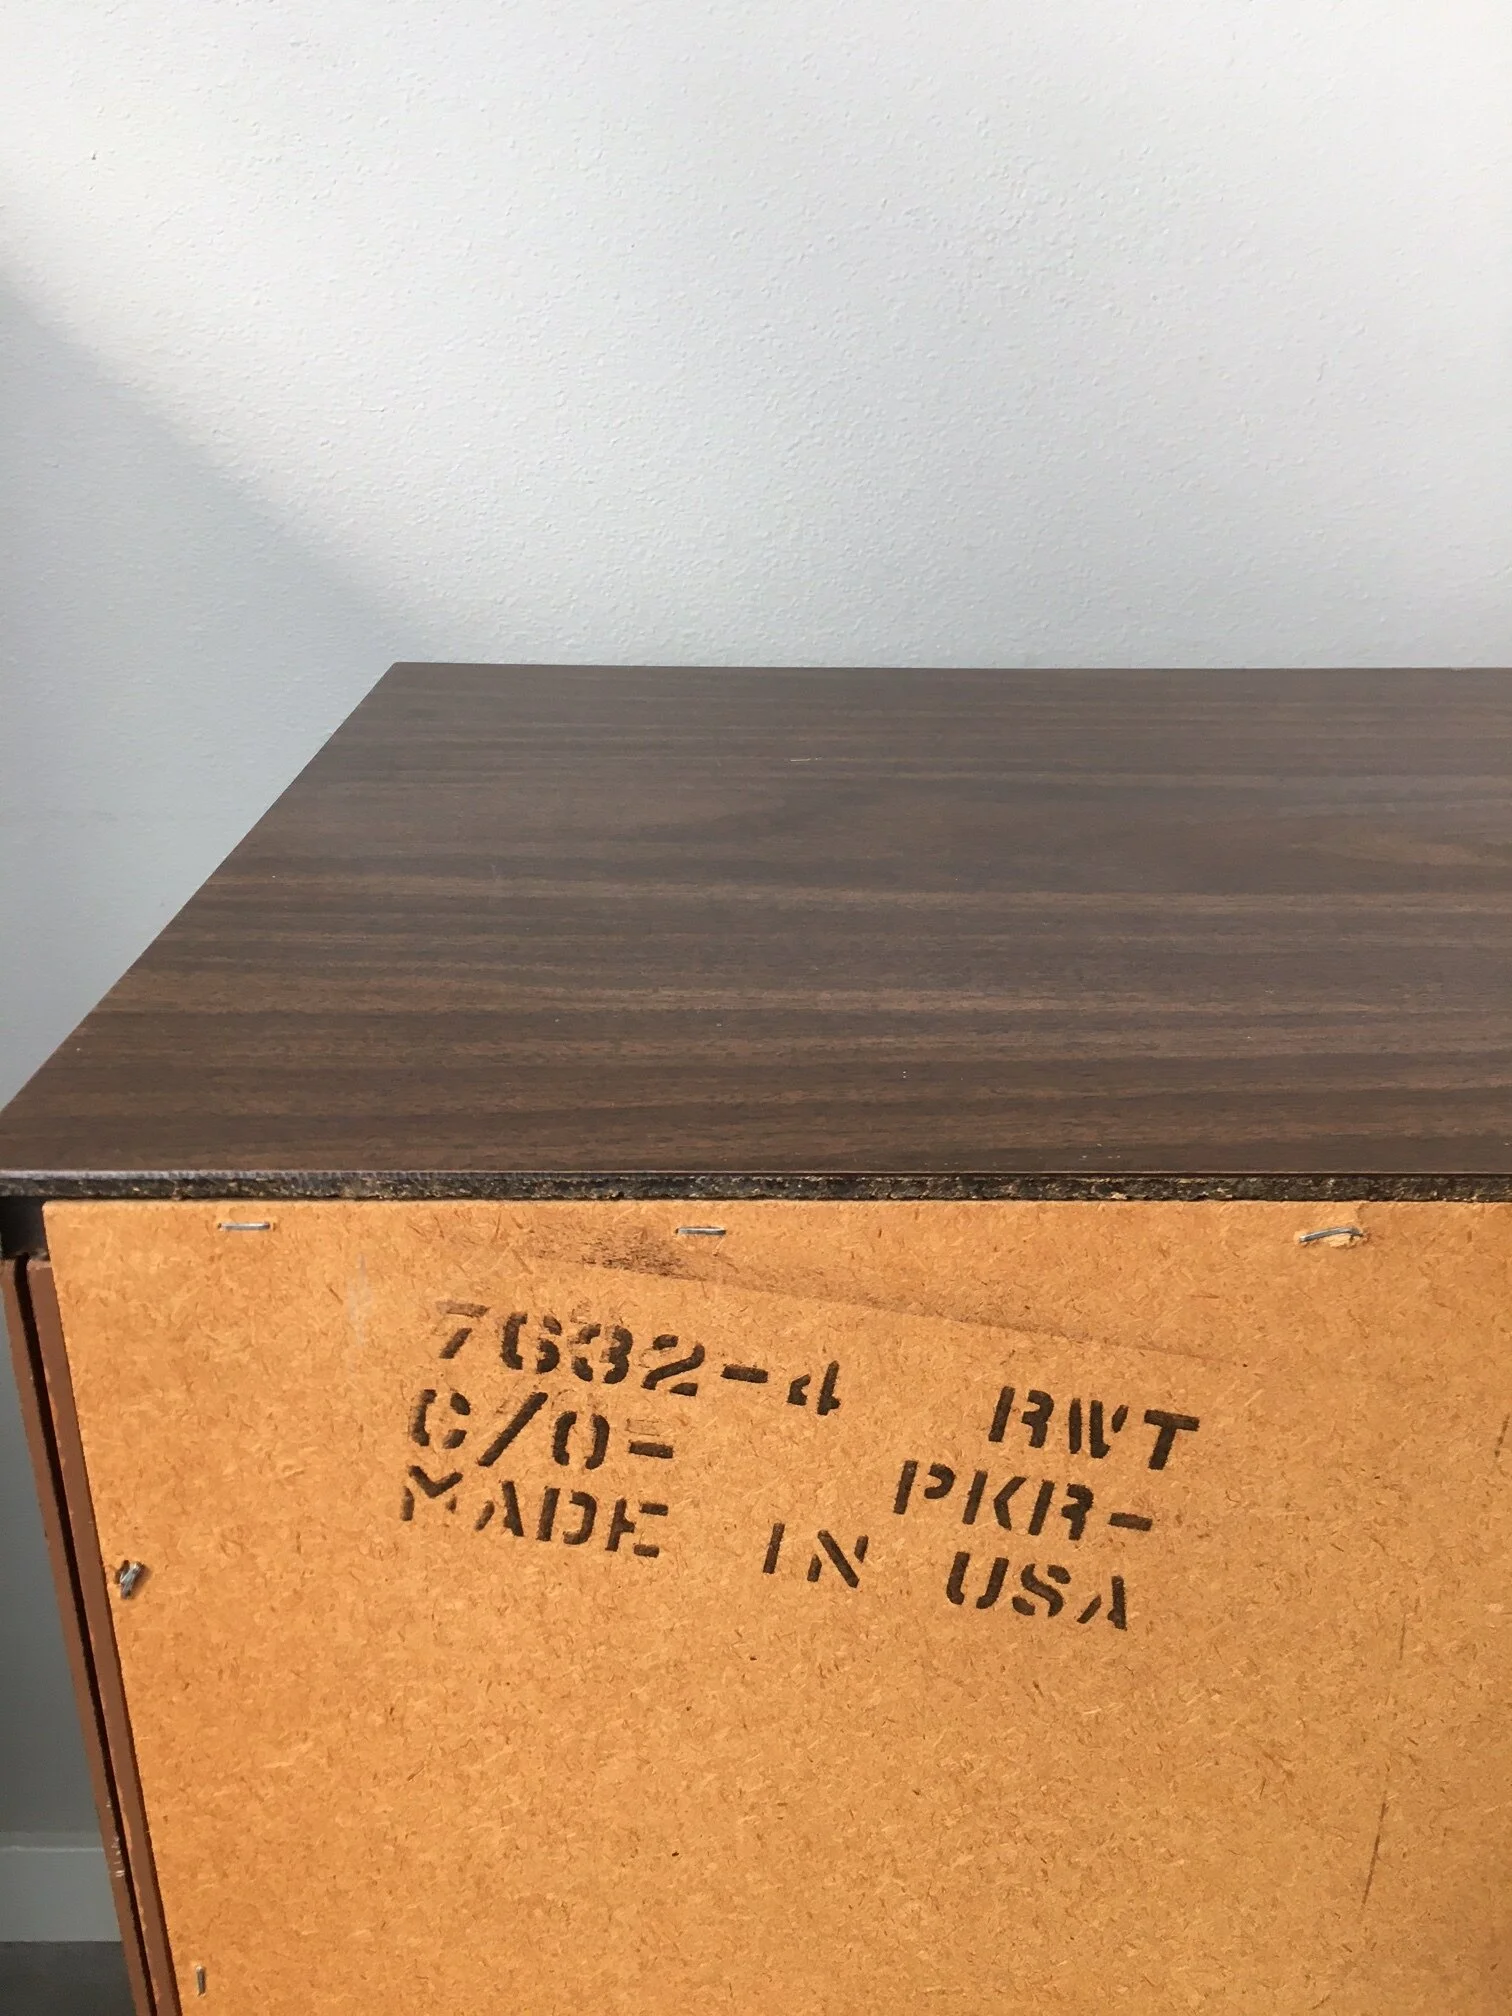 7632-4 RWT
C/O= PKR-
MADE IN USA